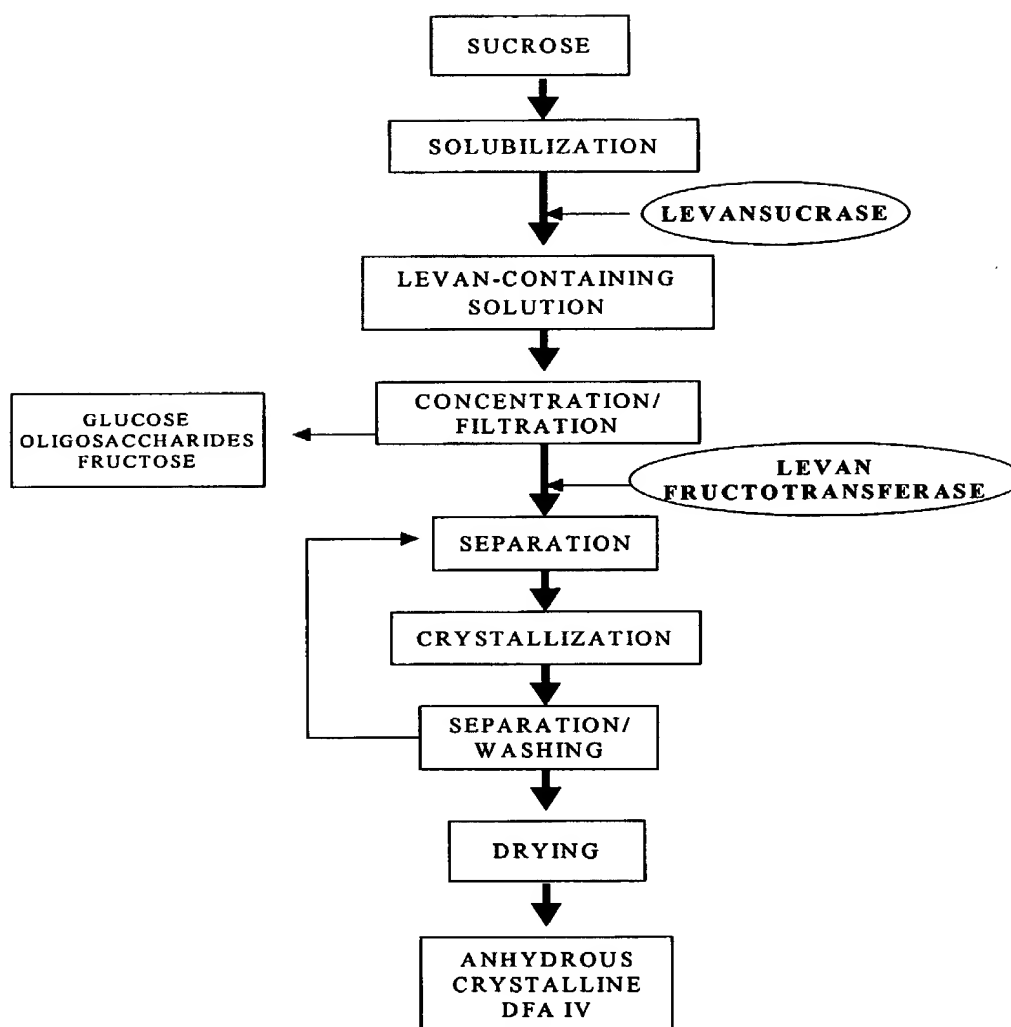 SUCROSE
SOLUBILIZATION
LEVANSUCRASE
LEVAN-CONTAINING
SOLUTION
CONCENTRATION/
FILTRATION
GLUCOSE
OLIGOSACCHARIDES
FRUCTOSE
LEVAN
FRUCTOTRANSFERASE
SEPARATION
CRYSTALLIZATION
SEPARATION/
WASHING
DRYING
ANHYDROUS
CRYSTALLINE
DFA IV